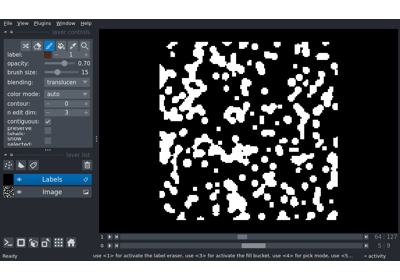 File View Plugins Window Help
layer controls
label: 1
opacity: 0.70
brush size: 15
blending: translucen
color mode: auto
contour: 0
n edit dim: 3
contiguous:
preserve
labels:
show
selected:
layer list
Labels
Image
1 64 127
0 5 9
Ready use <1> for activate the label eraser, use <3> for activate the fill bucket, use <4> for pick mode, use <5... activity